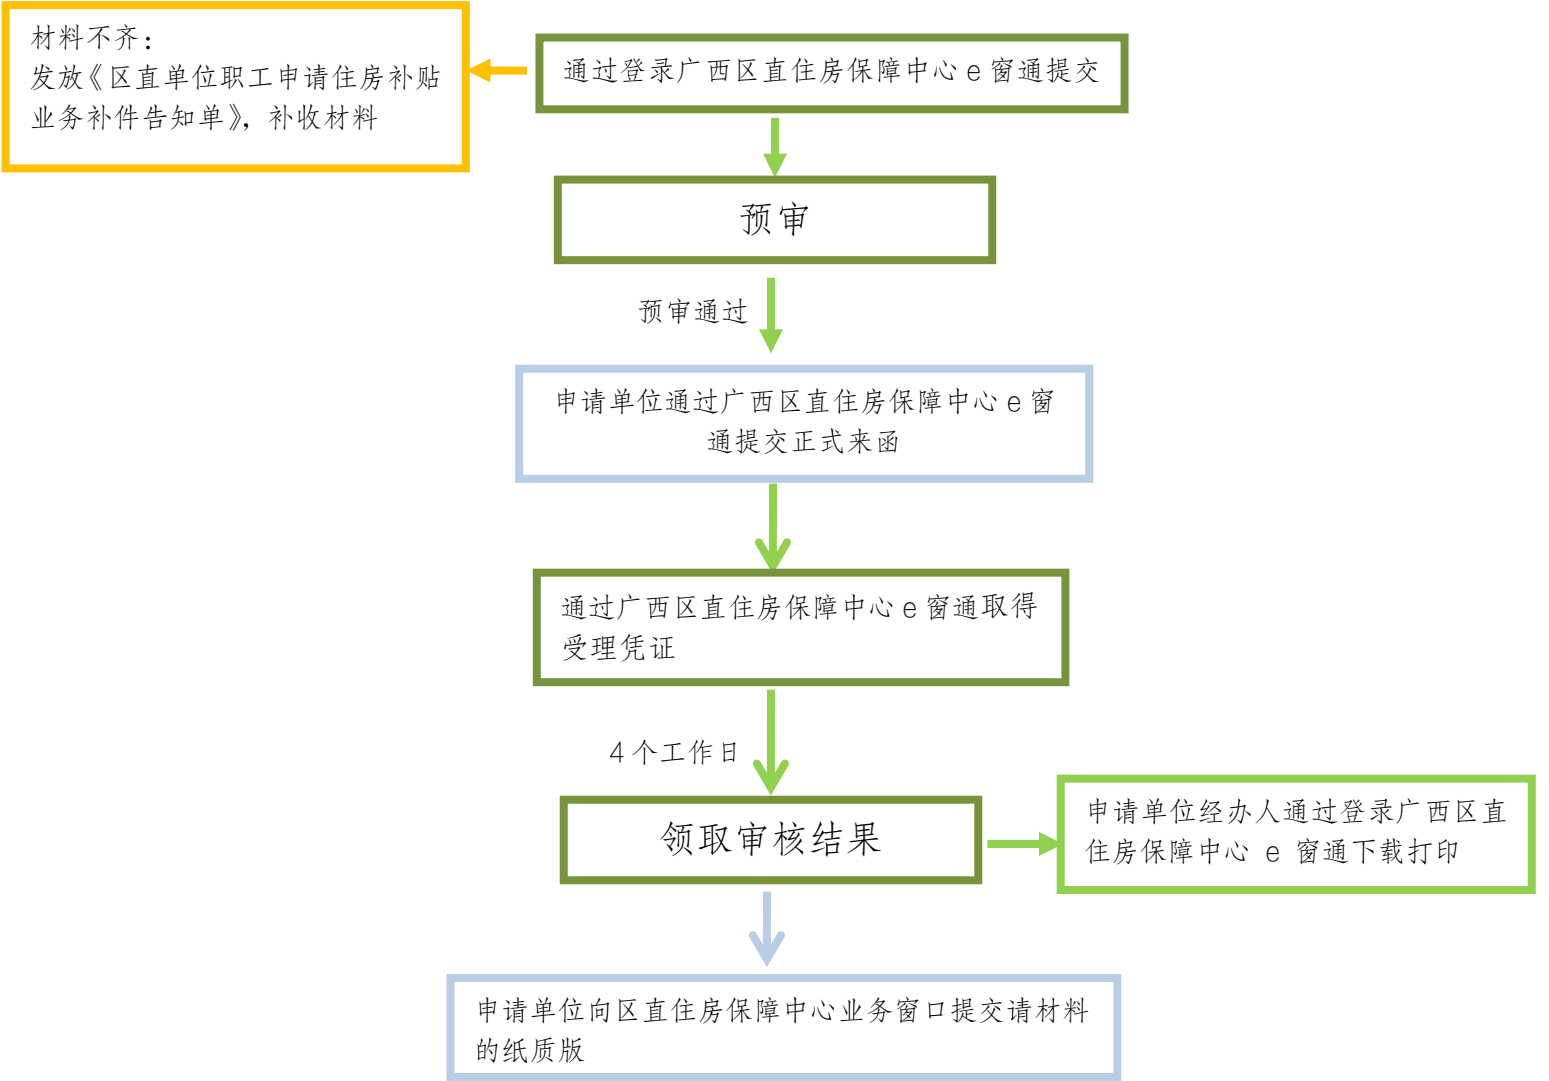 材料不齐：
发放《区直单位职工申请住房补贴
业务补件告知单》，补收材料
通过登录广西区直住房保障中心 e 窗通提交
预审
预审通过
申请单位通过广西区直住房保障中心 e 窗
通提交正式来函
通过广西区直住房保障中心 e 窗通取得
受理凭证
4 个工作日
领取审核结果
申请单位经办人通过登录广西区直
住房保障中心 e 窗通下载打印
申请单位向区直住房保障中心业务窗口提交请材料
的纸质版